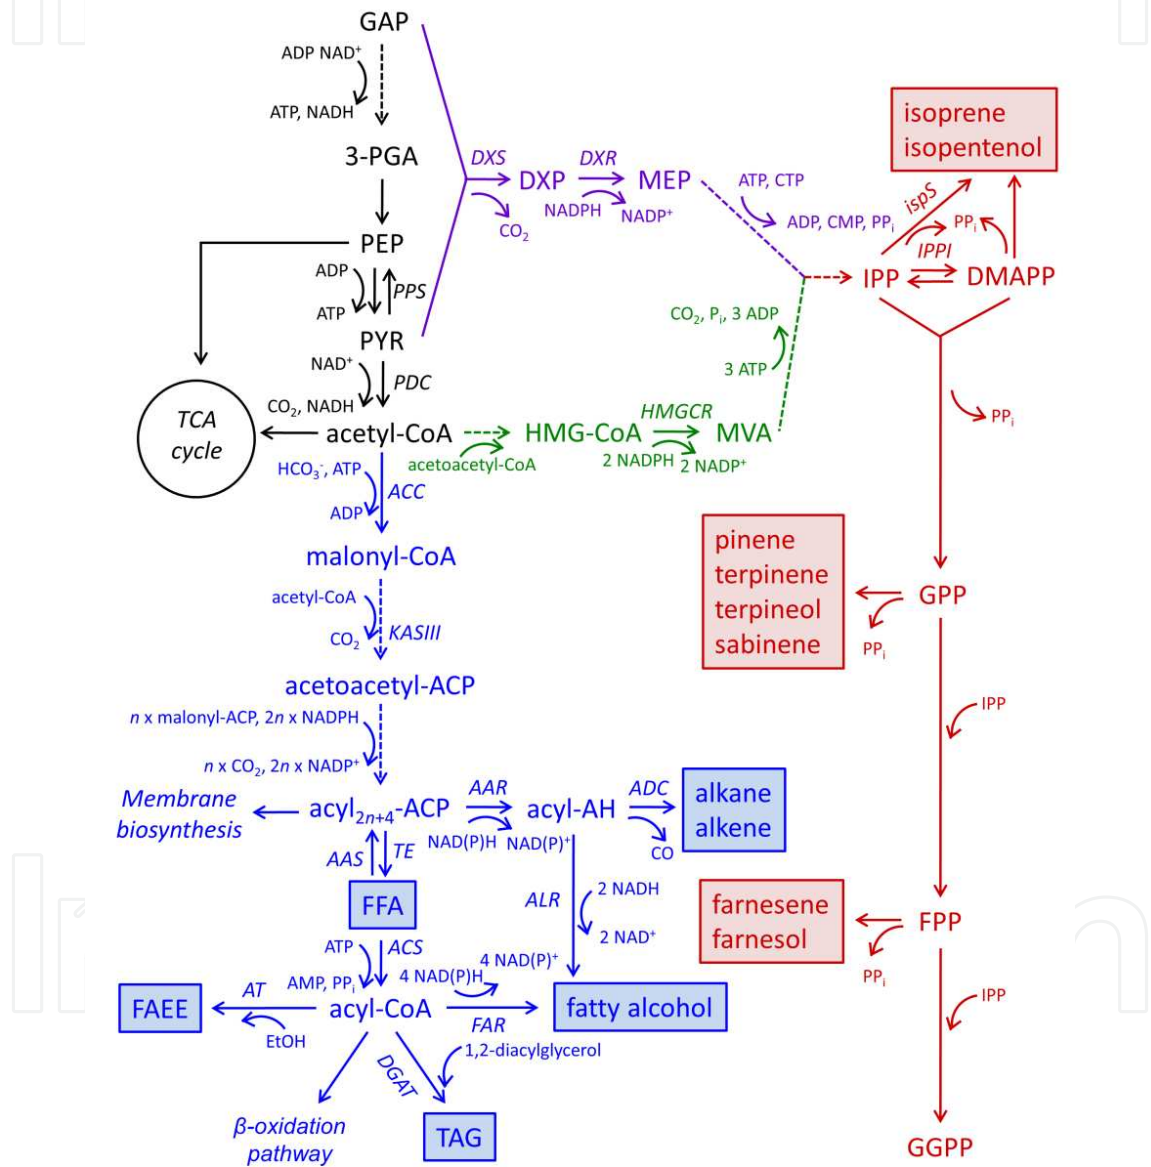 GAP
ADP NAD⁺
ATP, NADH
3-PGA
PEP
ADP
ATP
PPS
PYR
NAD⁺
PDC
CO₂, NADH
TCA
cycle
acetyl-CoA
DXS
DXP
CO₂
DXR
NADPH
NADP⁺
MEP
ATP, CTP
ADP, CMP, PPᵢ
isoprene
isopentenol
ispS
PPᵢ
IPPI
IPP
DMAPP
CO₂, Pᵢ, 3 ADP
3 ATP
acetoacetyl-CoA
HMG-CoA
HMGCR
2 NADPH
2 NADP⁺
MVA
PPᵢ
HCO₃⁻, ATP
ADP
ACC
malonyl-CoA
acetyl-CoA
CO₂
KASIII
acetoacetyl-ACP
n x malonyl-ACP, 2n x NADPH
n x CO₂, 2n x NADP⁺
pinene
terpinene
terpineol
sabinene
GPP
PPᵢ
IPP
Membrane
biosynthesis
acyl₂ₙ₊₄-ACP
AAR
NAD(P)H
NAD(P)⁺
acyl-AH
ADC
CO
alkane
alkene
AAS
TE
FFA
ALR
2 NADH
2 NAD⁺
farnesene
farnesol
FPP
PPᵢ
IPP
ATP
ACS
AMP, PPᵢ
4 NAD(P)H
4 NAD(P)⁺
FAEE
AT
EtOH
acyl-CoA
FAR
fatty alcohol
DGAT
1,2-diacylglycerol
β-oxidation
pathway
TAG
GGPP